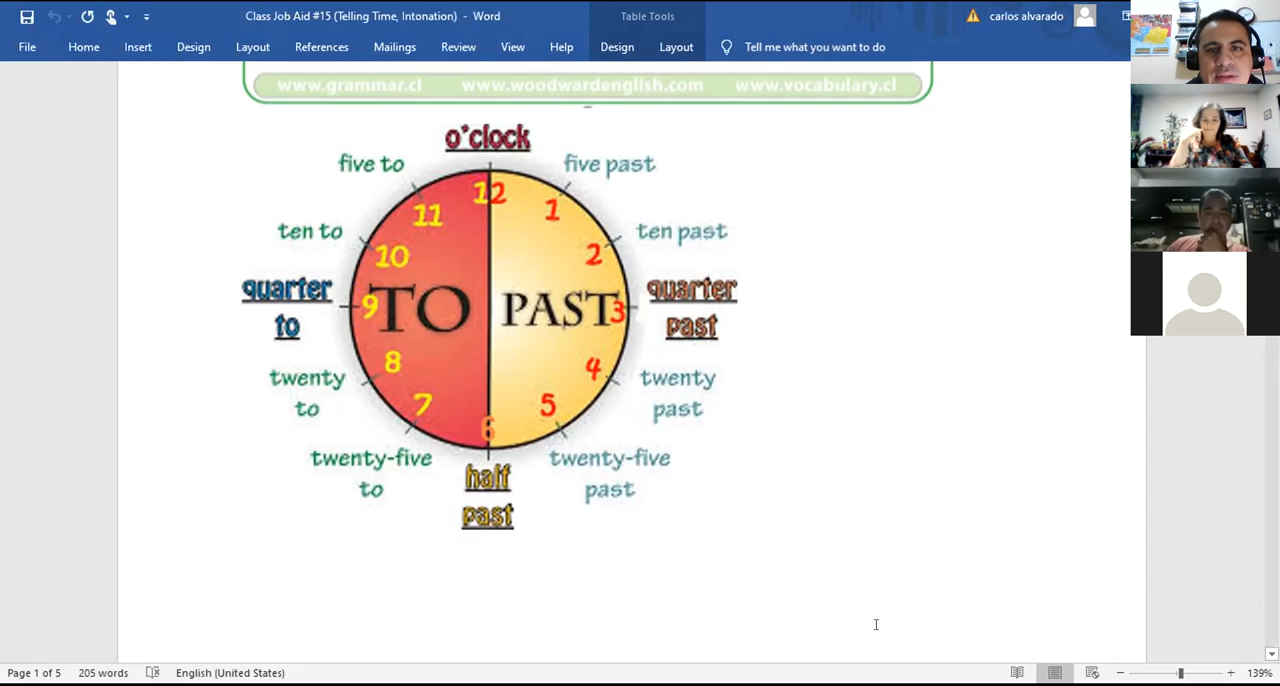 Class Job Aid #15 (Telling Time, Intonation) - Word
Table Tools
carlos alvarado
File Home Insert Design Layout References Mailings Review View Help Design Layout Tell me what you want to do
www.grammar.cl www.woodwardenglish.com www.vocabulary.cl
o'clock
five to
five past
ten to
ten past
quarter
to
quarter
past
twenty
to
twenty
past
twenty-five
to
twenty-five
past
half
past
12
11
1
10
2
9
TO
PAST
3
8
4
7
5
6
Page 1 of 5 205 words English (United States) 139%